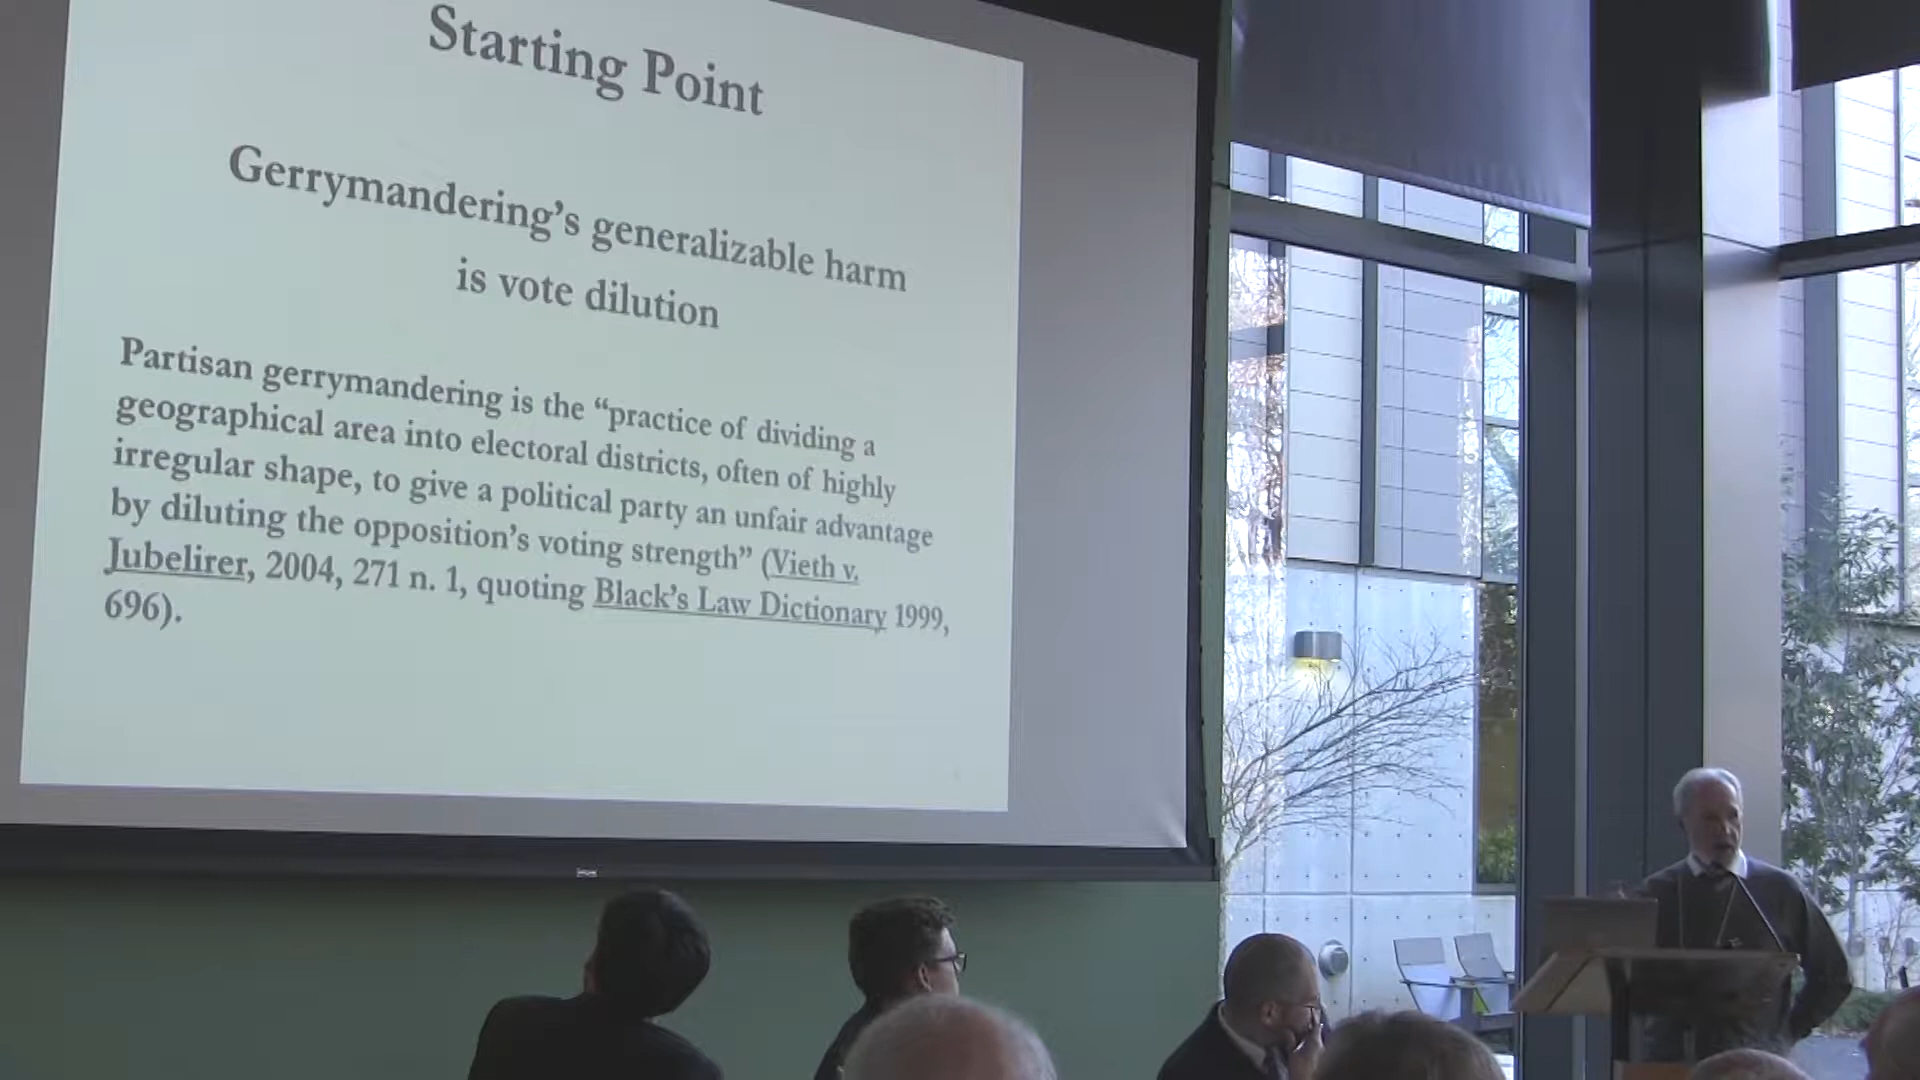 Starting Point
Gerrymandering’s generalizable harm
is vote dilution
Partisan gerrymandering is the “practice of dividing a
geographical area into electoral districts, often of highly
irregular shape, to give a political party an unfair advantage
by diluting the opposition’s voting strength” (Vieth v.
Jubelirer, 2004, 271 n. 1, quoting Black’s Law Dictionary 1999,
696).